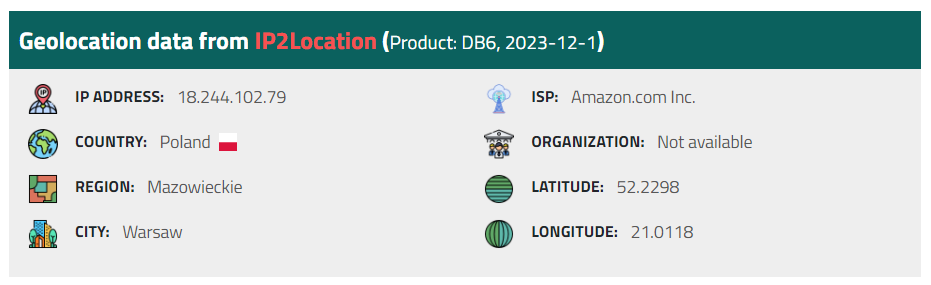 Geolocation data from IP2Location (Product: DB6, 2023-12-1)
IP ADDRESS: 18.244.102.79
COUNTRY: Poland
REGION: Mazowieckie
CITY: Warsaw
ISP: Amazon.com Inc.
ORGANIZATION: Not available
LATITUDE: 52.2298
LONGITUDE: 21.0118